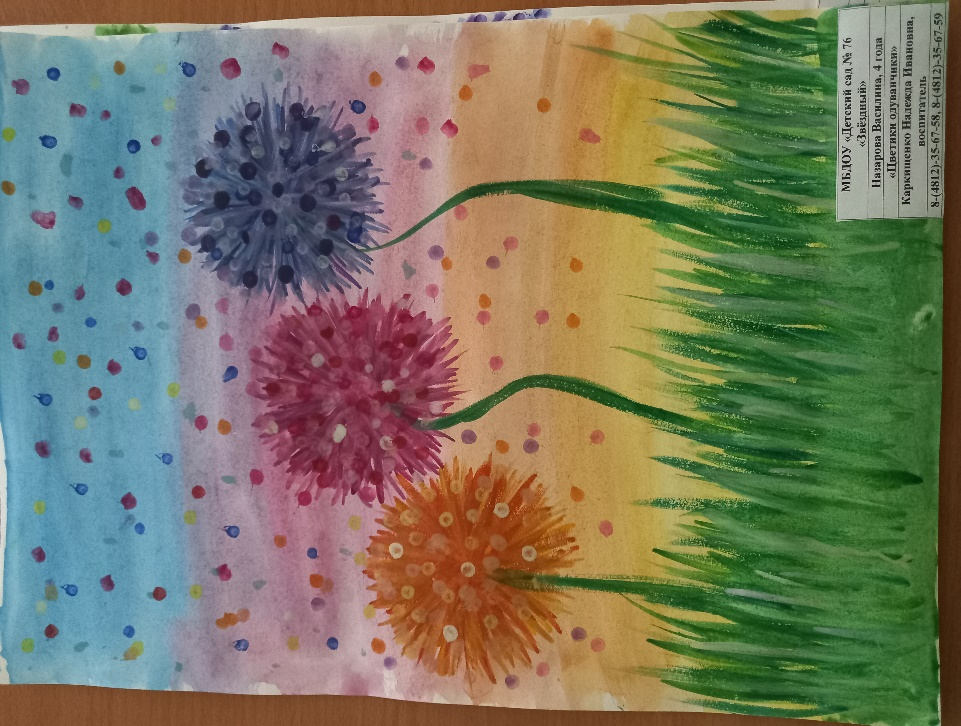 МБДОУ «Детский сад № 76
«Звёздный»
Назарова Василина, 4 года
«Цветики одуванчики»
Каркищенко Надежда Ивановна,
воспитатель
8-(4812)-35-67-58, 8-(4812)-35-67-59